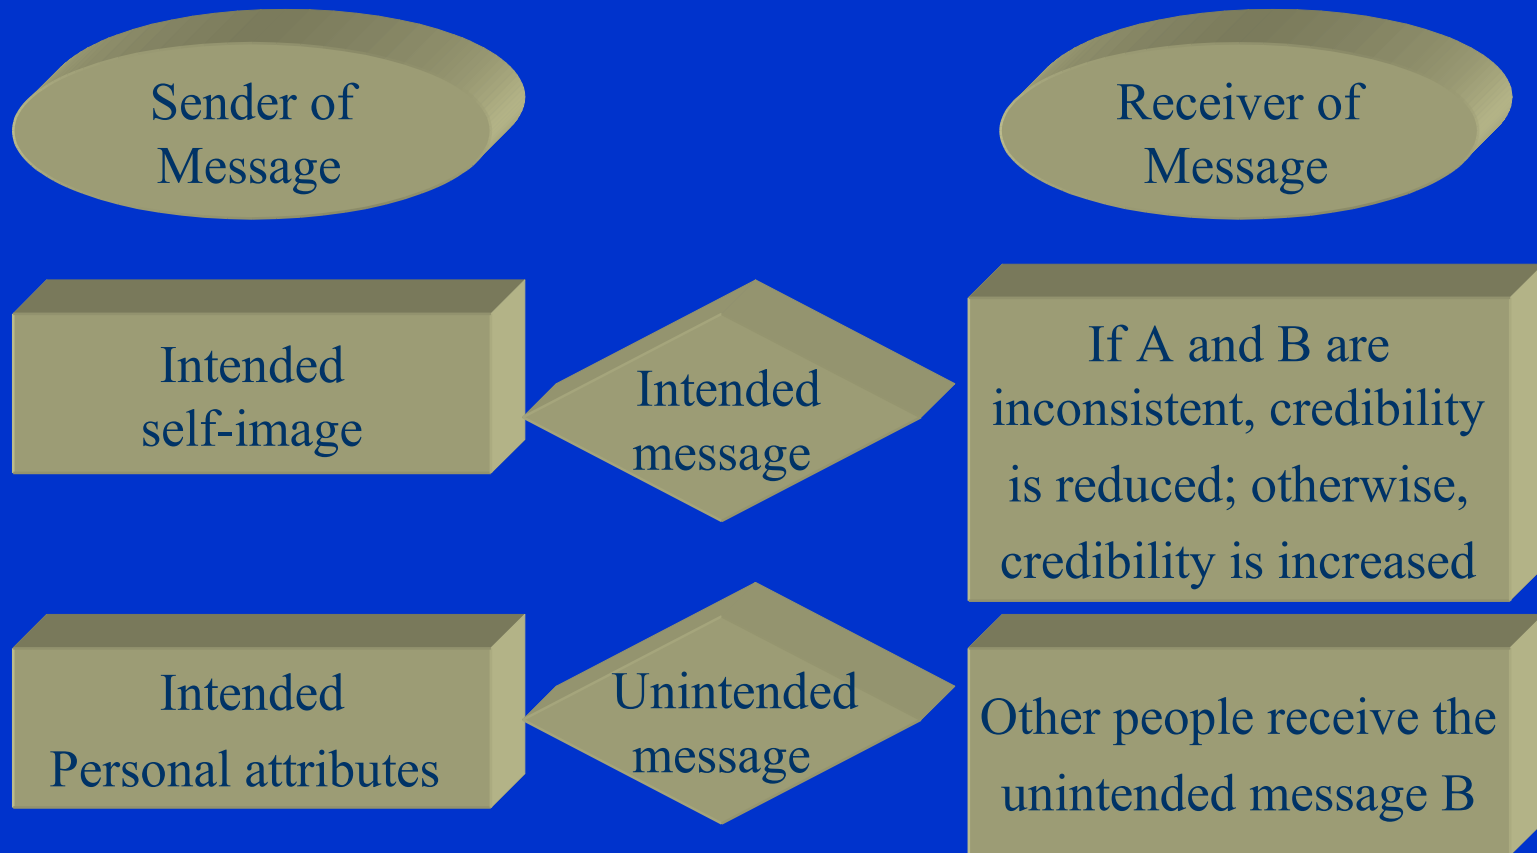 Sender of
Message
Receiver of
Message
Intended
self-image
Intended
message
If A and B are
inconsistent, credibility
is reduced; otherwise,
credibility is increased
Intended
Personal attributes
Unintended
message
Other people receive the
unintended message B